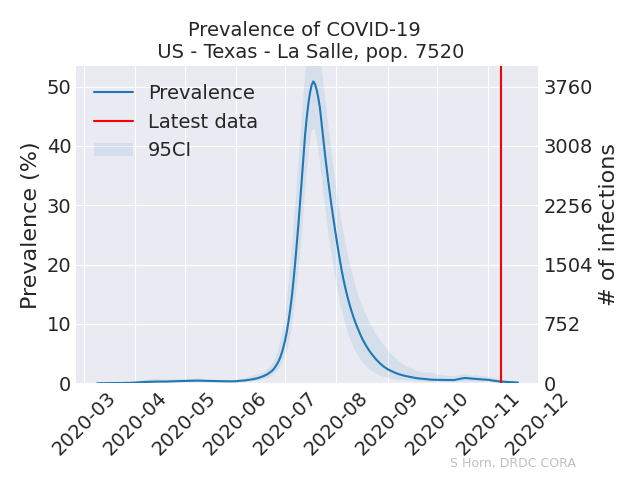 Prevalence of COVID-19
US - Texas - La Salle, pop. 7520
Prevalence
Latest data
95CI
Prevalence (%)
50
40
30
20
10
0
3760
3008
2256
1504
752
0
# of infections
2020-03
2020-04
2020-05
2020-06
2020-07
2020-08
2020-09
2020-10
2020-11
2020-12
S Horn, DRDC CORA